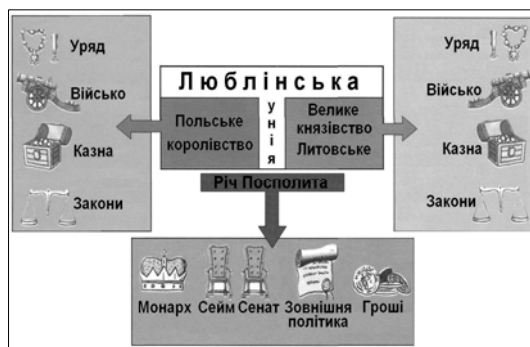 Уряд
Військо
Казна
Закони
Люблінська
унія
Польське
королівство
Велике
князівство
Литовське
Річ Посполита
Уряд
Військо
Казна
Закони
Монарх
Сейм
Сенат
Зовнішня
політика
Гроші